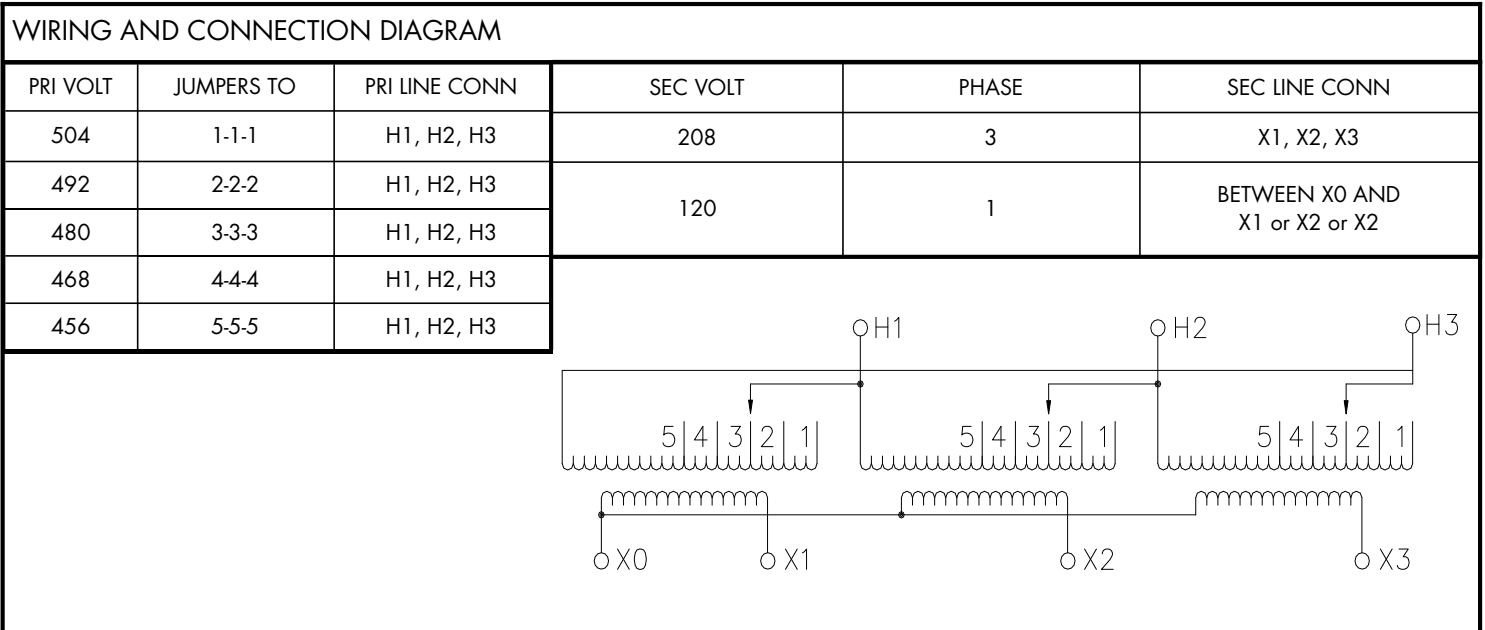 WIRING AND CONNECTION DIAGRAM
PRI VOLT JUMPERS TO PRI LINE CONN SEC VOLT PHASE SEC LINE CONN
504 1-1-1 H1, H2, H3 208 3 X1, X2, X3
492 2-2-2 H1, H2, H3
120 1 BETWEEN X0 AND
X1 or X2 or X2
480 3-3-3 H1, H2, H3
468 4-4-4 H1, H2, H3
456 5-5-5 H1, H2, H3
H1 H2 H3
5 4 3 2 1 5 4 3 2 1 5 4 3 2 1
X0 X1 X2 X3